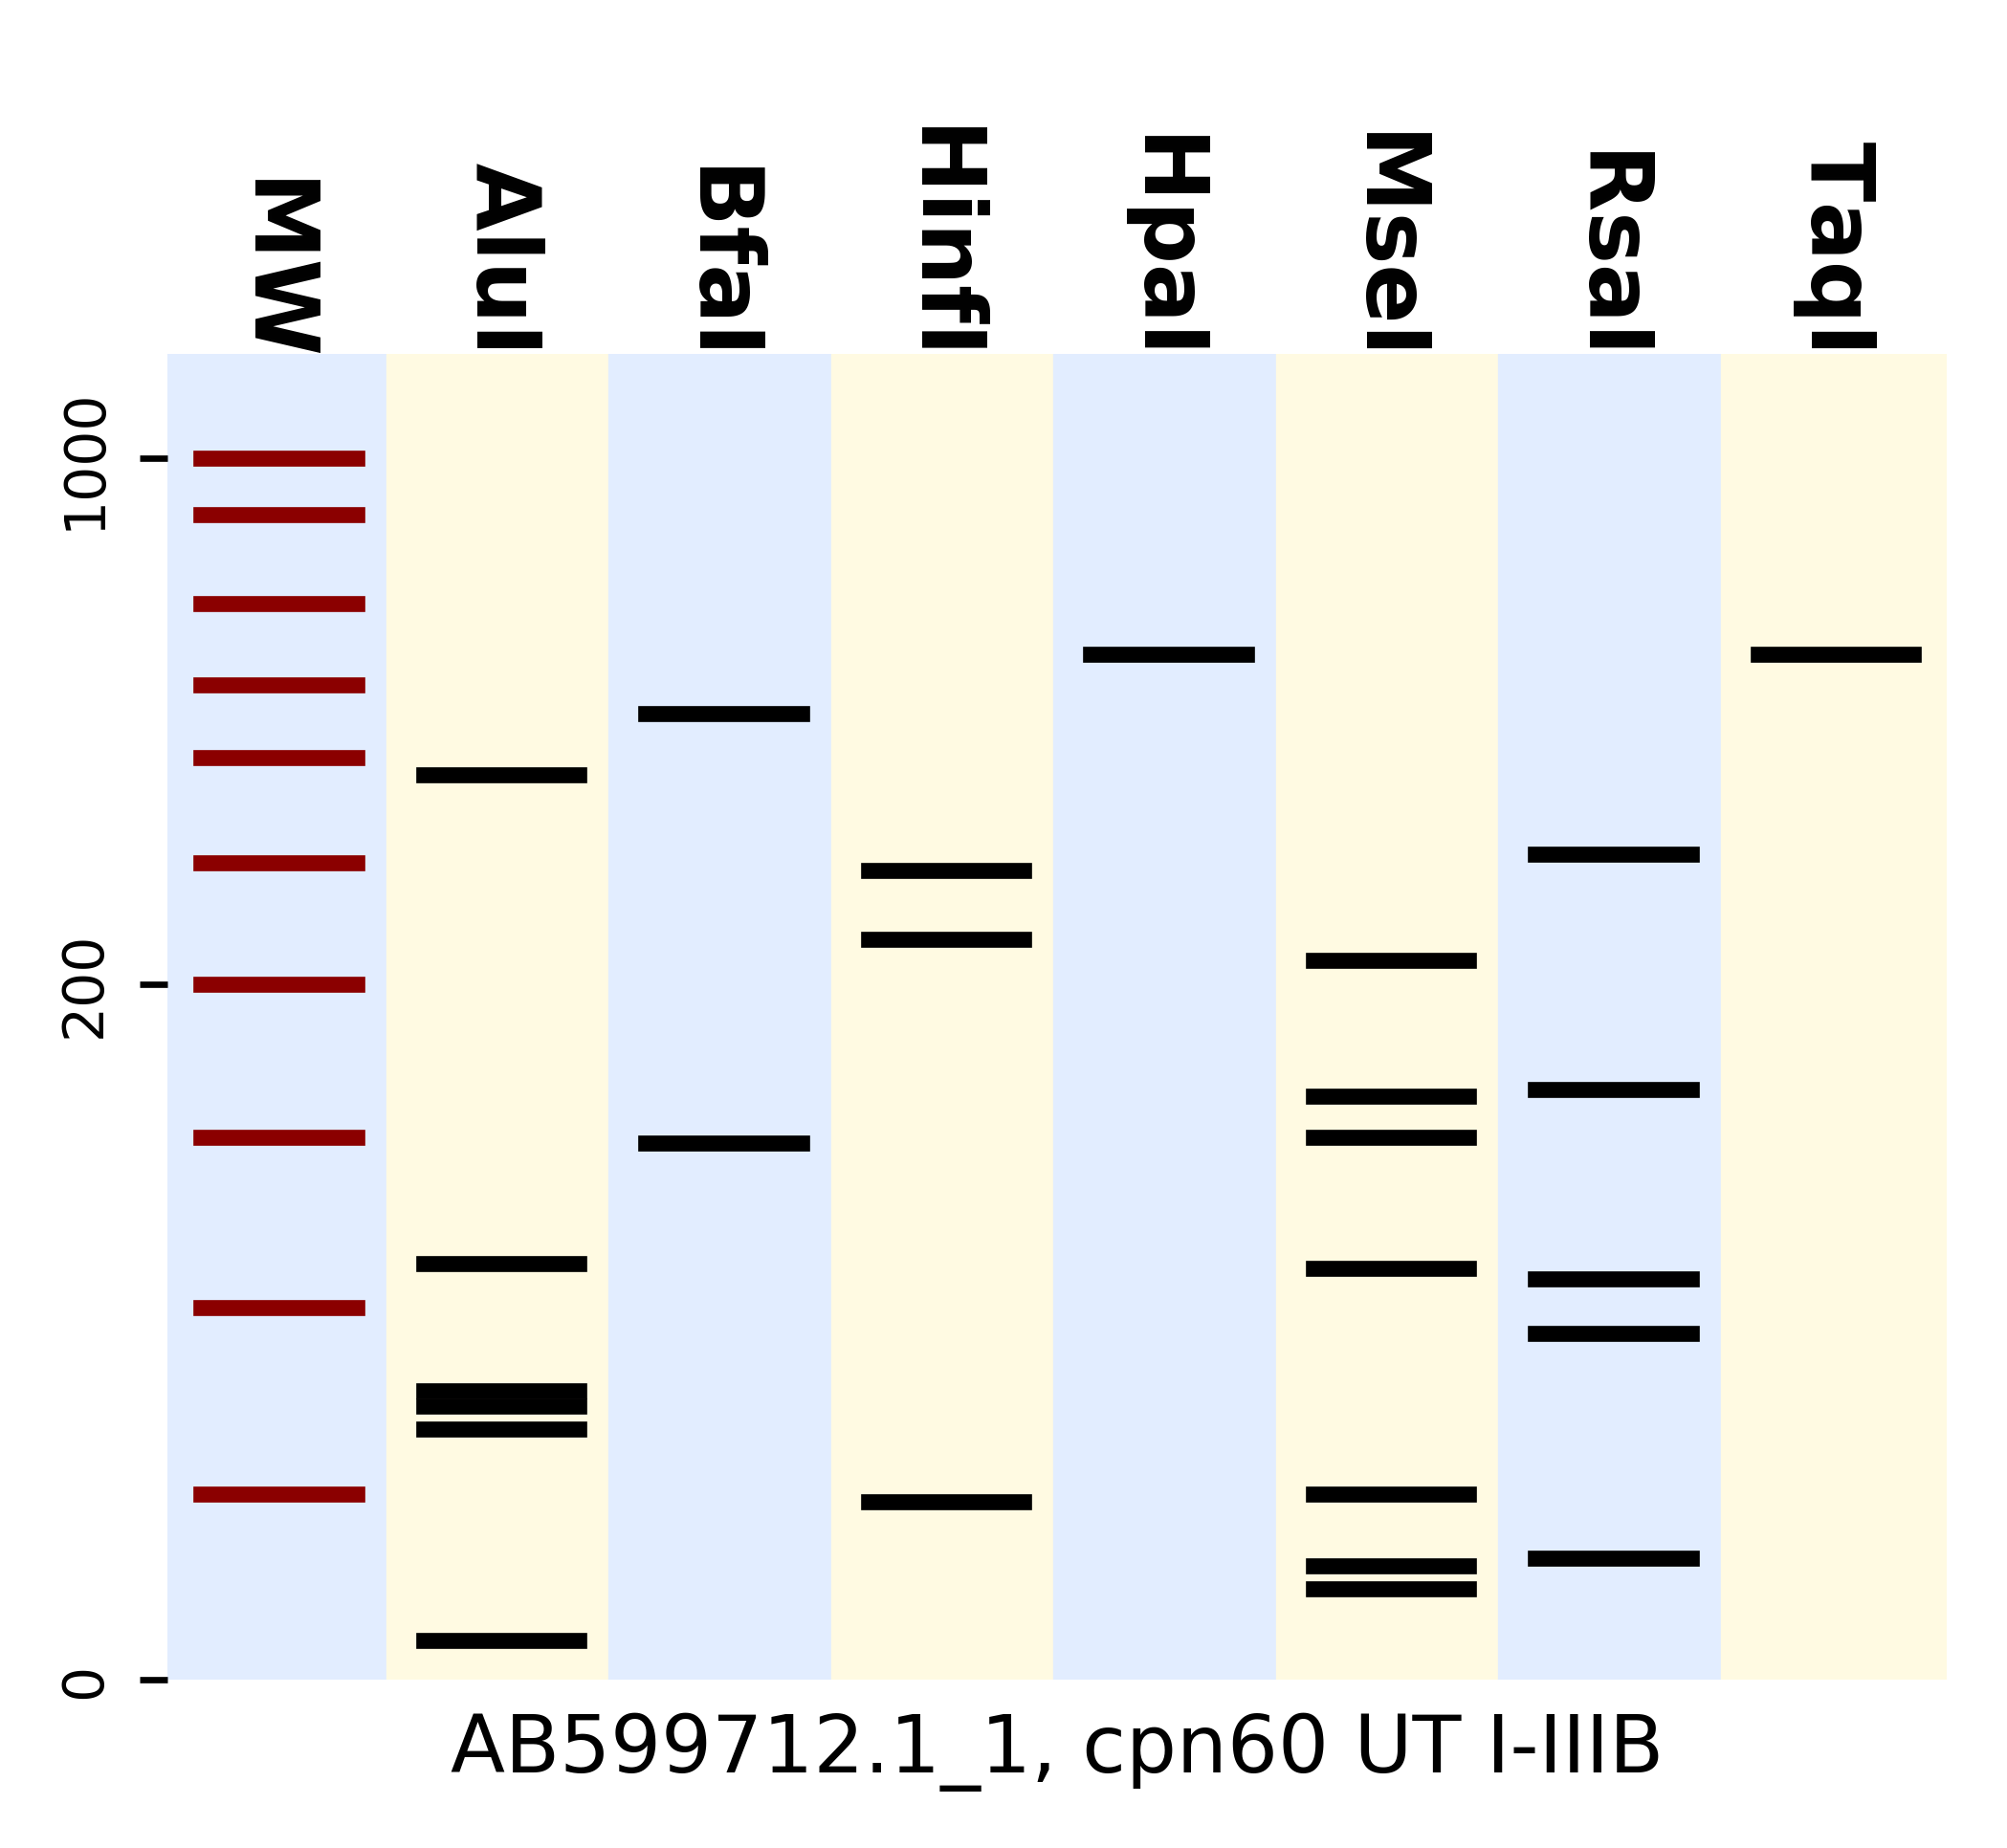 MW
AluI
BfaI
HinfI
HpaI
MseI
RsaI
TaqI
1000
200
0
AB599712.1_1, cpn60 UT I-IIIB